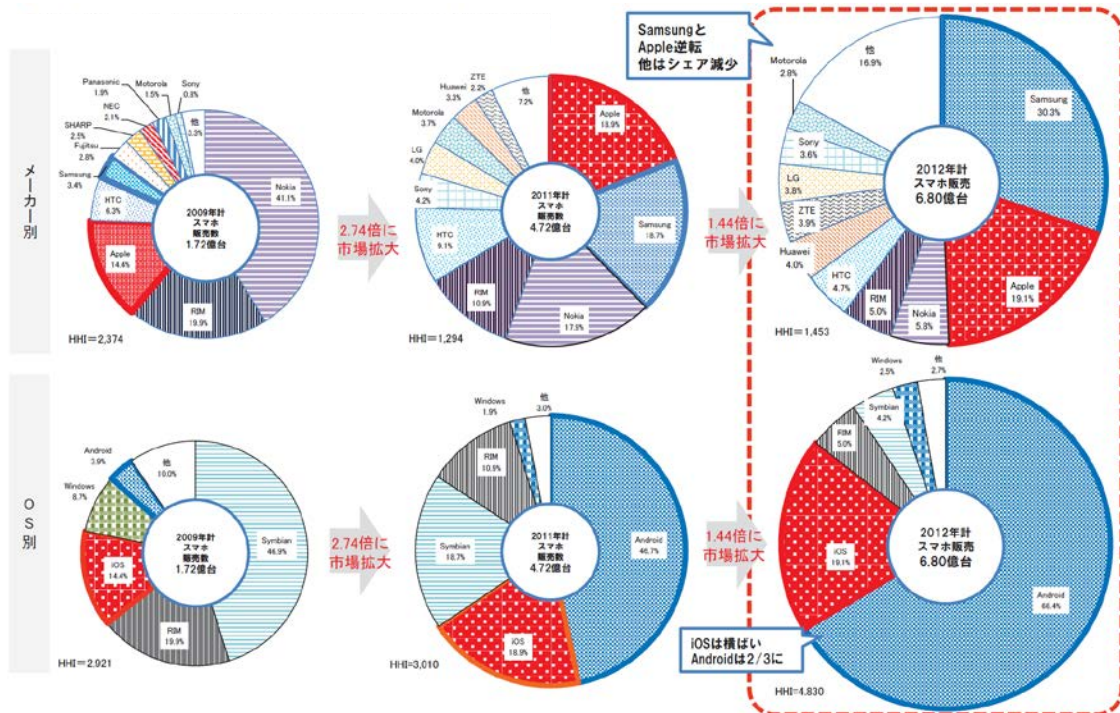 メーカー別
Panasonic
1.9%
Motorola
1.5%
Sony
0.8%
NEC
2.1%
SHARP
Fujitsu
2.8%
Samsung
3.4%
HTC
6.3%
Apple
14.4%
RIM
19.9%
Nokia
41.1%
他
2009年計
スマホ
販売数
1.72億台
HHI=2,374
2.74倍に
市場拡大
ZTE
2.2%
Huawei
3.3%
Motorola
3.7%
LG
4.0%
Sony
4.2%
HTC
9.1%
RIM
10.9%
Nokia
Samsung
18.7%
Apple
18.9%
他
7.2%
2011年計
スマホ
販売数
4.72億台
HHI=1,294
1.44倍に
市場拡大
Samsungと
Apple逆転
他はシェア減少
他
16.9%
Motorola
2.8%
Sony
3.6%
LG
3.8%
ZTE
3.9%
Huawei
4.0%
HTC
4.7%
RIM
5.0%
Nokia
5.8%
Apple
19.1%
Samsung
30.3%
2012年計
スマホ販売
6.80億台
HHI=1,453
OS別
Android
3.9%
Windows
8.7%
iOS
14.4%
RIM
19.9%
Symbian
46.9%
他
10.0%
2009年計
スマホ
販売数
1.72億台
HHI=2,921
2.74倍に
市場拡大
Windows
1.9%
他
3.0%
RIM
10.9%
Symbian
18.7%
iOS
18.9%
Android
46.7%
2011年計
スマホ
販売数
4.72億台
HHI=3,010
1.44倍に
市場拡大
Windows
2.5%
他
2.7%
Symbian
4.2%
RIM
5.0%
iOS
19.1%
Android
66.4%
2012年計
スマホ販売
6.80億台
iOSは横ばい
Androidは2/3に
HHI=4,830